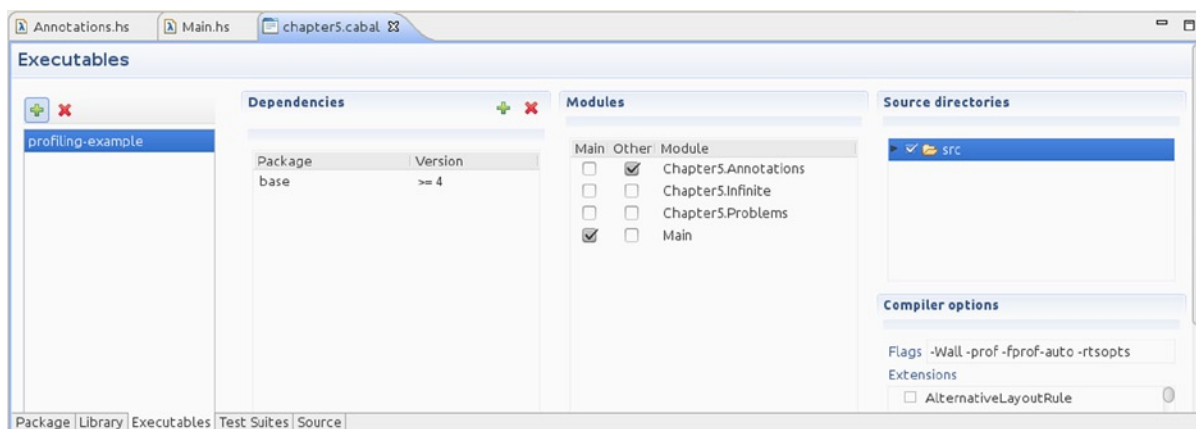 Annotations.hs Main.hs chapter5.cabal
Executables
Dependencies Modules Source directories
profiling-example
Package Version
base >= 4
Main Other Module
Chapter5.Annotations
Chapter5.Infinite
Chapter5.Problems
Main
src
Compiler options
Flags -Wall -prof -fprof-auto -rtsopts
Extensions
AlternativeLayoutRule
Package Library Executables Test Suites Source